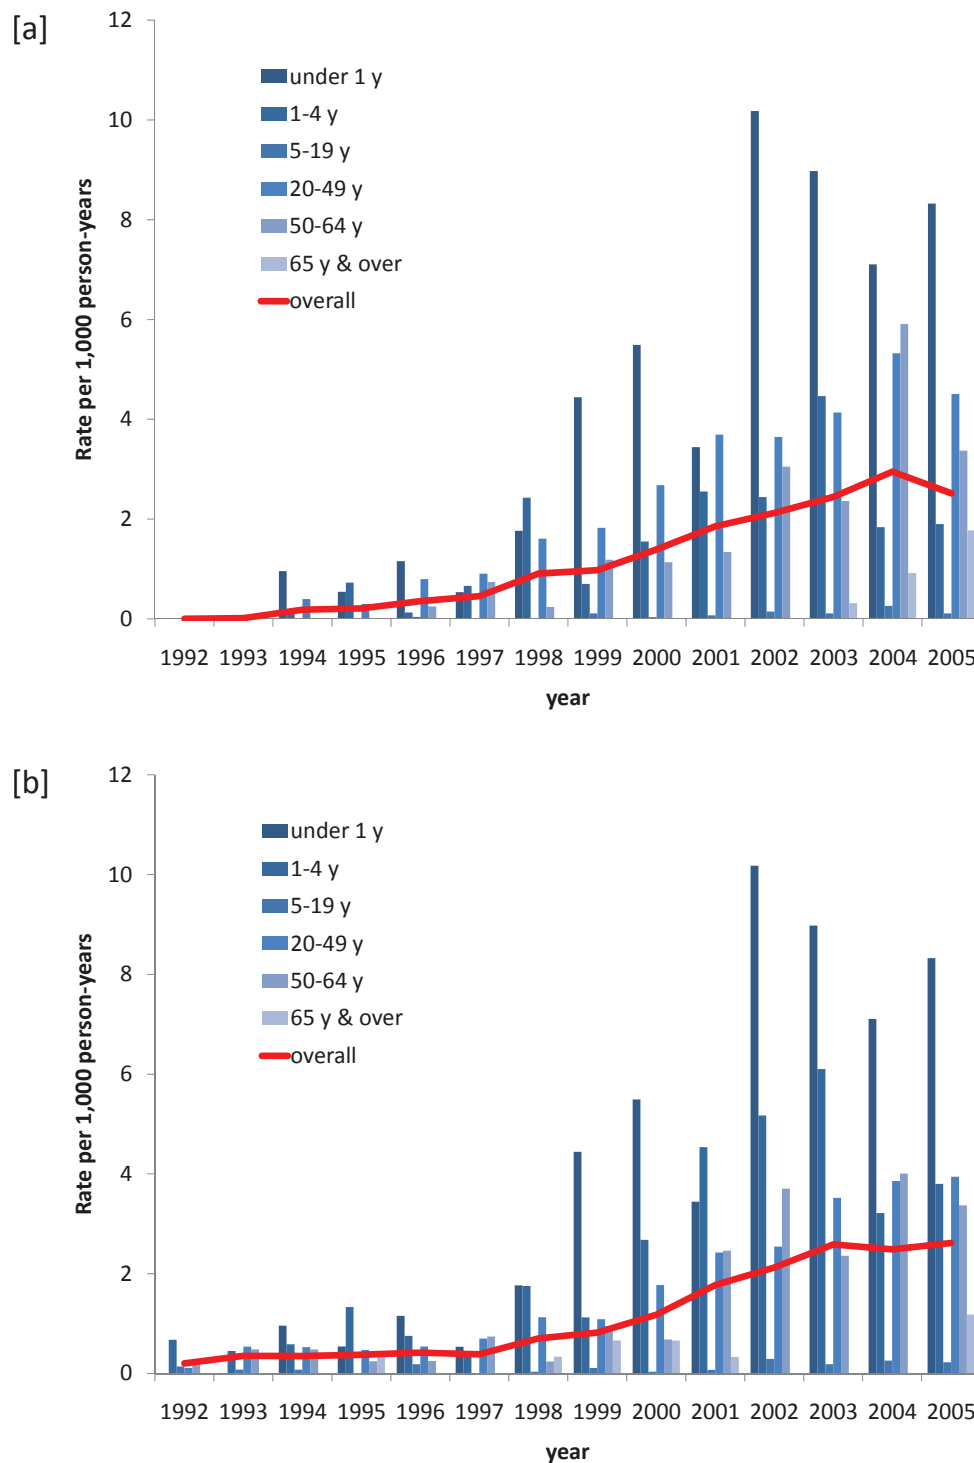 [a]
12
10
8
6
4
2
0
Rate per 1,000 person-years
under 1 y
1-4 y
5-19 y
20-49 y
50-64 y
65 y & over
overall
1992 1993 1994 1995 1996 1997 1998 1999 2000 2001 2002 2003 2004 2005
year
[b]
12
10
8
6
4
2
0
Rate per 1,000 person-years
under 1 y
1-4 y
5-19 y
20-49 y
50-64 y
65 y & over
overall
1992 1993 1994 1995 1996 1997 1998 1999 2000 2001 2002 2003 2004 2005
year